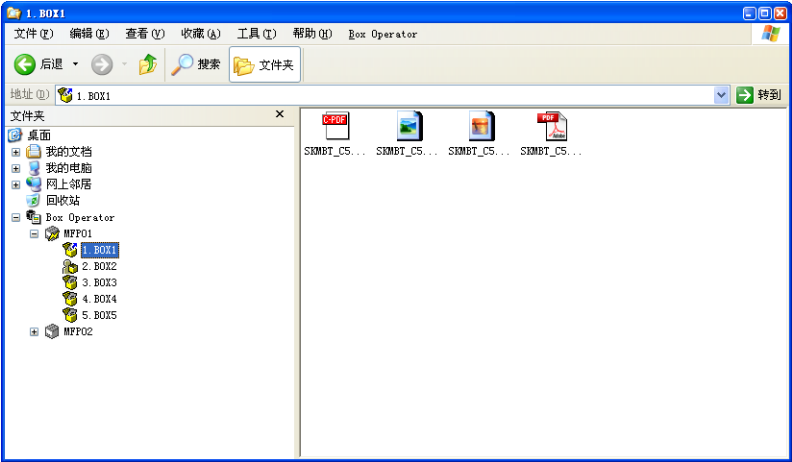 1. BOX1
文件(F) 编辑(E) 查看(V) 收藏(A) 工具(T) 帮助(H) Box Operator
后退 搜索 文件夹
地址(D) 1. BOX1 转到
文件夹
桌面
我的文档
我的电脑
网上邻居
回收站
Box Operator
MFP01
1. BOX1
2. BOX2
3. BOX3
4. BOX4
5. BOX5
MFP02
C-PDF
PDF
SKMBT_C5... SKMBT_C5... SKMBT_C5... SKMBT_C5...